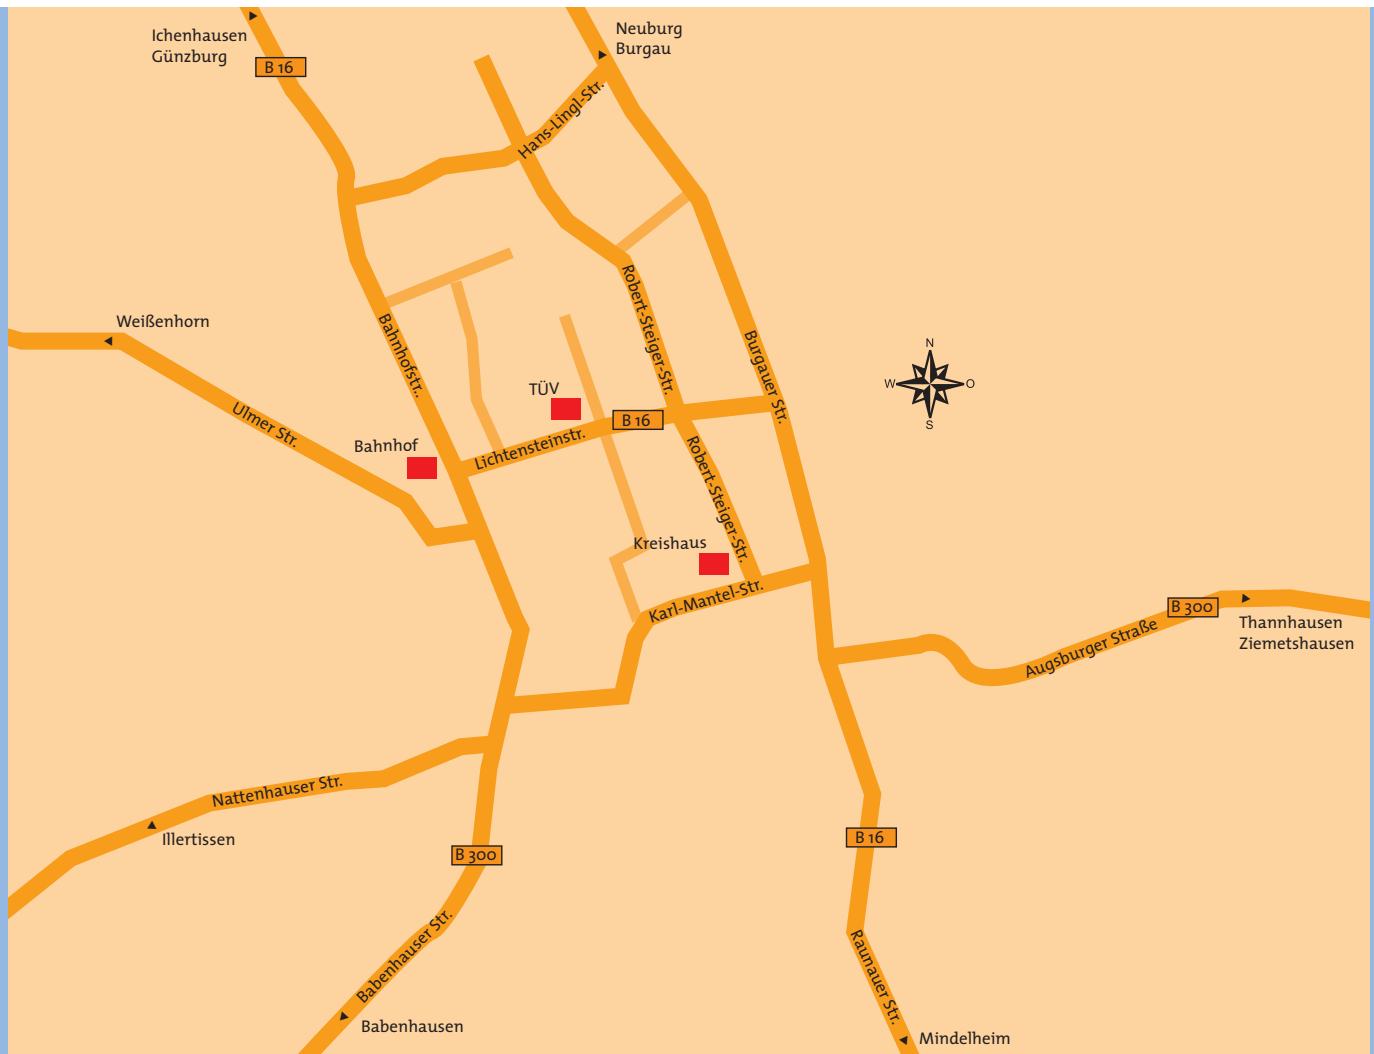 Neuburg
Burgau
Ichenhausen
Günzburg
B 16
Hans-Lingl-Str.
Weißenhorn
Ulmer Str.
Bahnhofstr..
Robert-Steiger-Str.
Burgauer Str.
N
W
O
S
TÜV
B 16
Bahnhof
Lichtensteinstr.
Robert-Steiger-Str.
Kreishaus
Karl-Mantel-Str.
B 300
Thannhausen
Ziemetshausen
Augsburger Straße
Nattenhauser Str.
Illertissen
B 300
B 16
Babenhauser Str.
Babenhausen
Raunauer Str.
Mindelheim